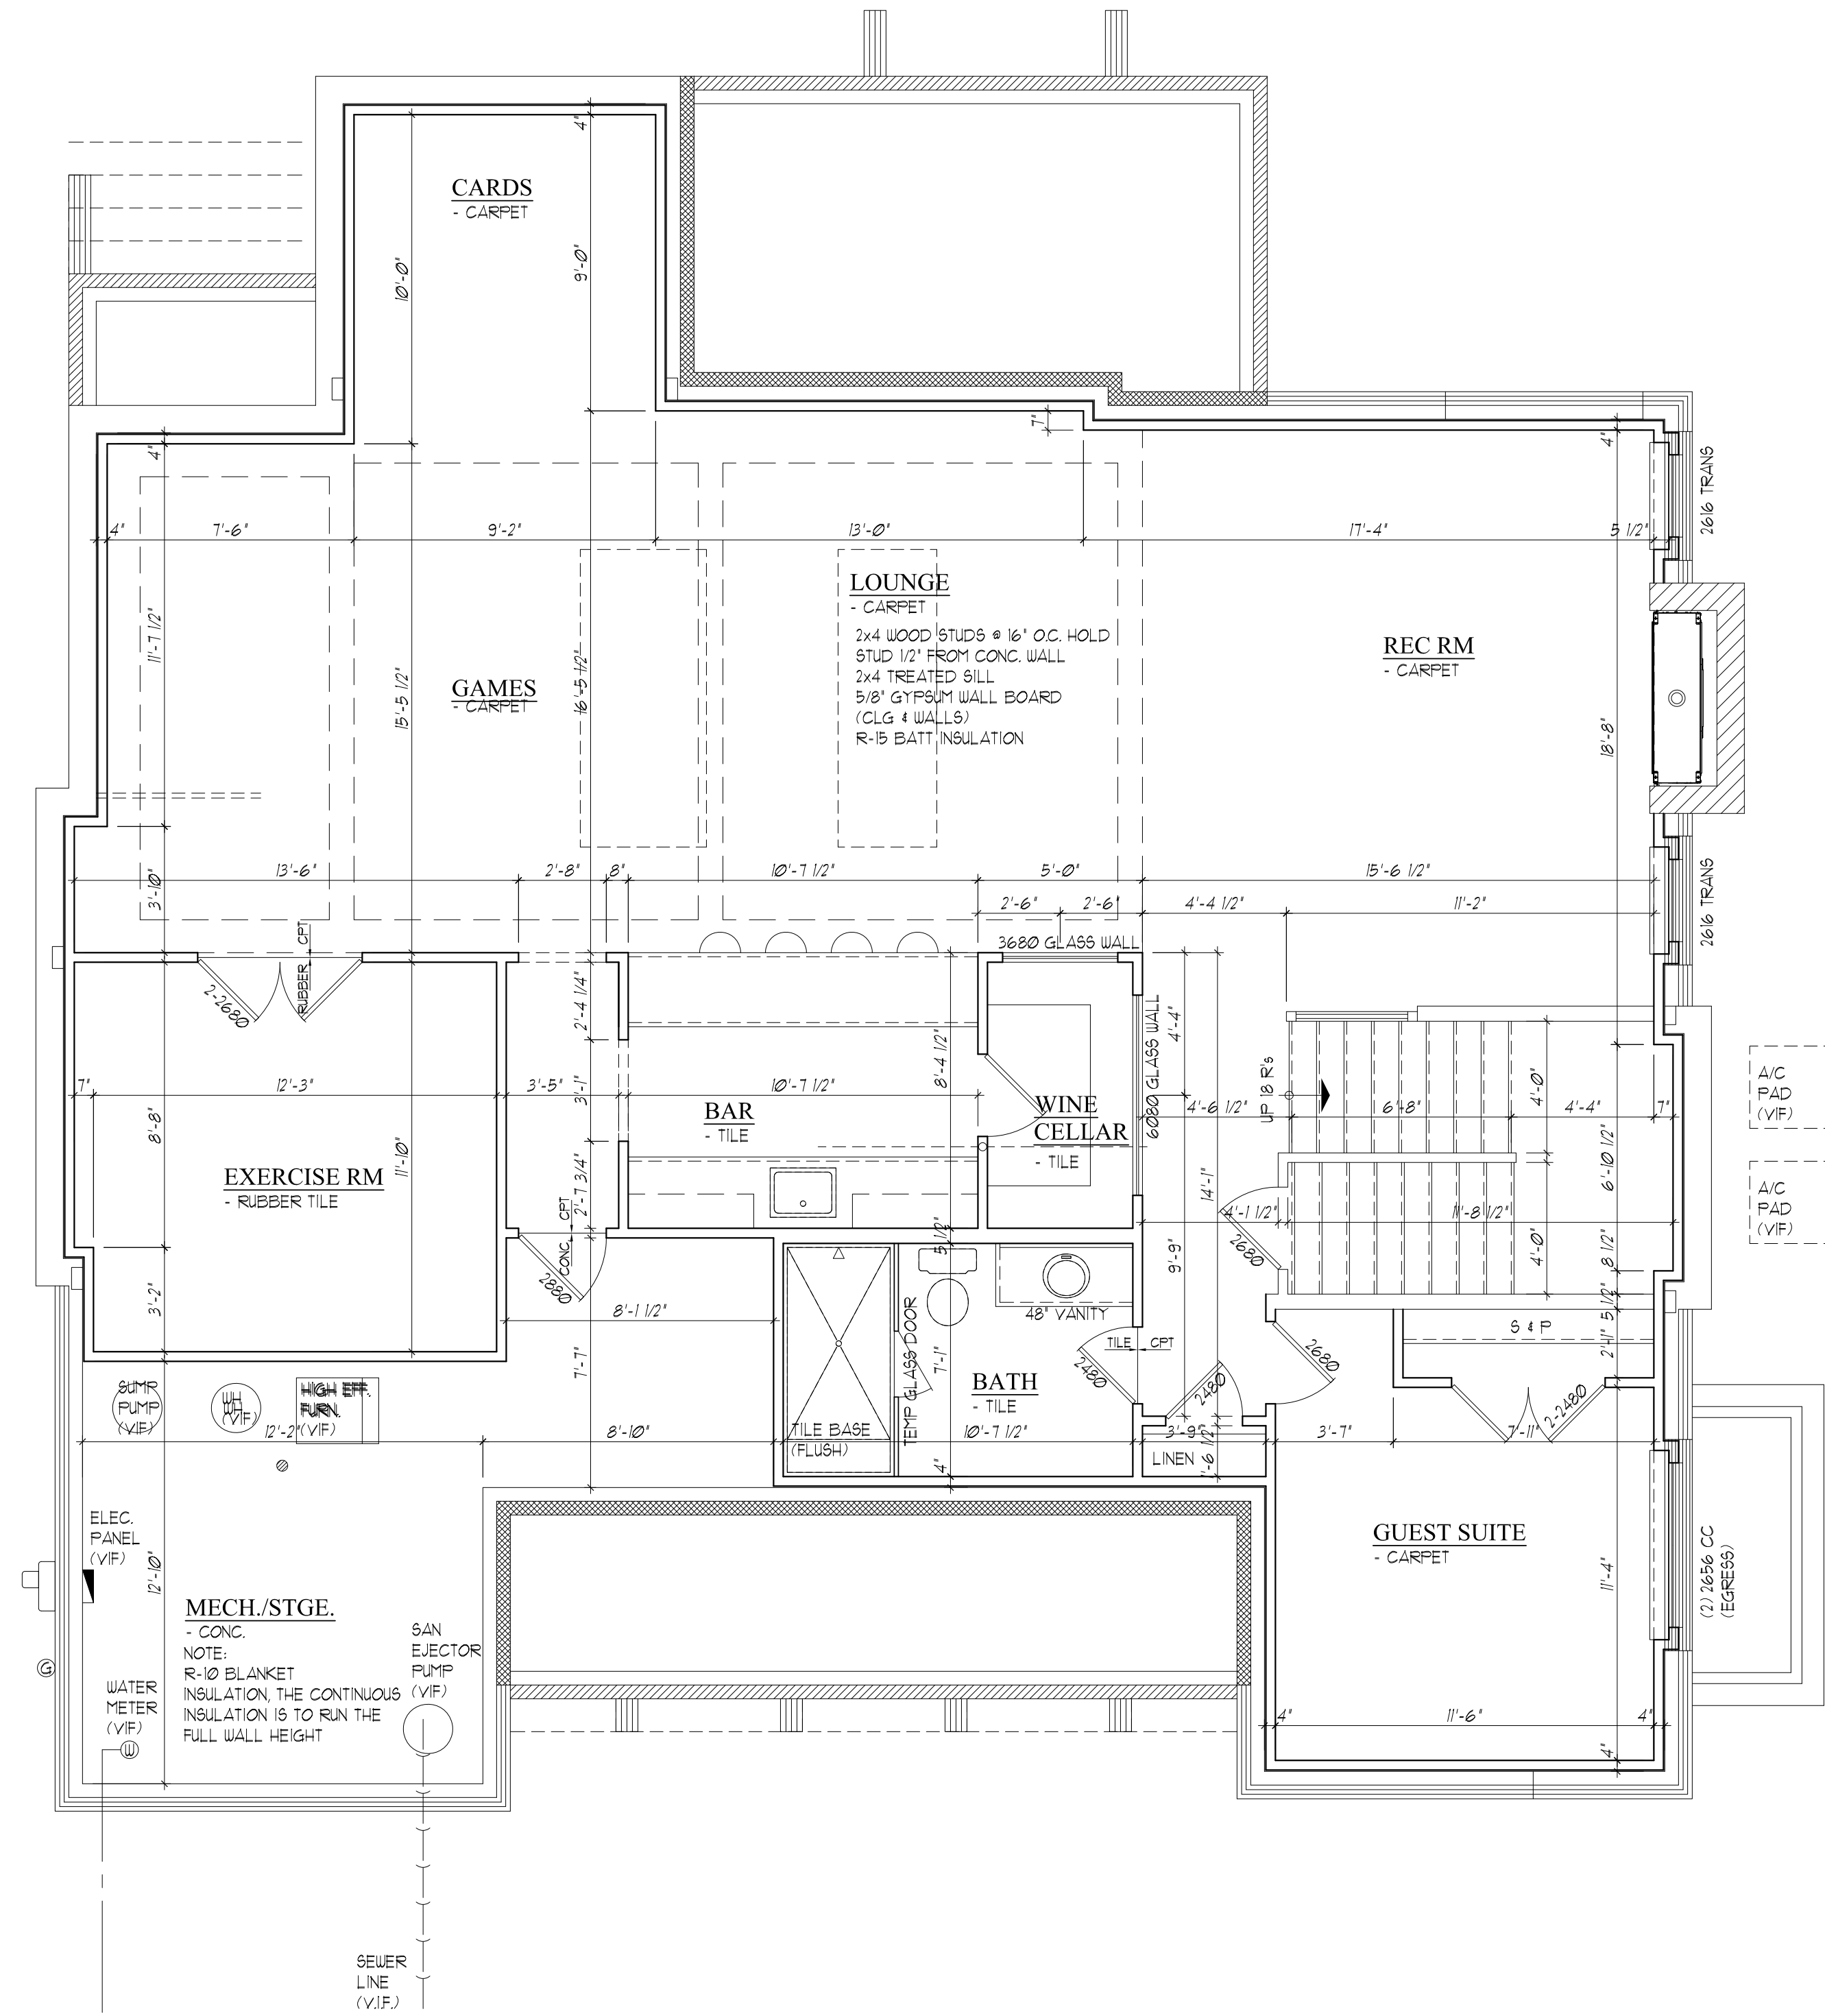 CARDS
- CARPET
4"
10'-0"
9'-0"
7"
4"
4"
2616 TRANS
4"
7'-6"
9'-2"
13'-0"
17'-4"
5 1/2"
LOUNGE
- CARPET
2x4 WOOD STUDS @ 16" O.C. HOLD
STUD 1/2" FROM CONC. WALL
2x4 TREATED SILL
5/8" GYPSUM WALL BOARD
(CLG & WALLS)
R-15 BATT INSULATION
REC RM
- CARPET
GAMES
- CARPET
11'-7 1/2"
15'-5 1/2"
16'-5 1/2"
18'-8"
13'-6"
2'-8"
8"
10'-7 1/2"
5'-0"
15'-6 1/2"
3'-10"
2'-6"
2'-6"
4'-4 1/2"
11'-2"
2616 TRANS
CPT
RUBBER
3680 GLASS WALL
2-2680
2'-4 1/4"
8'-4 1/2"
6080 GLASS WALL
4'-4"
UP 18 R's
A/C
PAD
(VIF)
7"
12'-3"
3'-5"
3'-1"
10'-7 1/2"
4'-6 1/2"
6'-8"
4'-0"
4'-4"
7"
BAR
- TILE
WINE
CELLAR
- TILE
8'-8"
11'-10"
EXERCISE RM
- RUBBER TILE
2'-7 3/4"
14'-1"
6'-10 1/2"
A/C
PAD
(VIF)
4'-1 1/2"
11'-8 1/2"
CPT
CONC.
5 1/2"
9'-9"
2680
4'-0"
8 1/2"
2880
3'-2"
8'-1 1/2"
7'-7"
TEMP GLASS DOOR
48" VANITY
7'-1"
TILE
CPT
2480
2480
2680
S & P
5 1/2"
2'-11"
SUMP
PUMP
(VIF)
WH
WH
(VIF)
HIGH EFF.
FURN.
(VIF)
BATH
- TILE
2-2480
12'-2"
8'-10"
TILE BASE
(FLUSH)
10'-7 1/2"
3'-9"
3'-7"
7'-11"
4"
LINEN
1'-6 1/2"
ELEC.
PANEL
(VIF)
12'-10"
GUEST SUITE
- CARPET
11'-4"
(2) 2656 CC
(EGRESS)
MECH./STGE.
- CONC.
NOTE:
R-10 BLANKET
INSULATION, THE CONTINUOUS
INSULATION IS TO RUN THE
FULL WALL HEIGHT
SAN
EJECTOR
PUMP
(VIF)
G
WATER
METER
(VIF)
W
4"
11'-6"
4"
4"
SEWER
LINE
(V.I.F.)